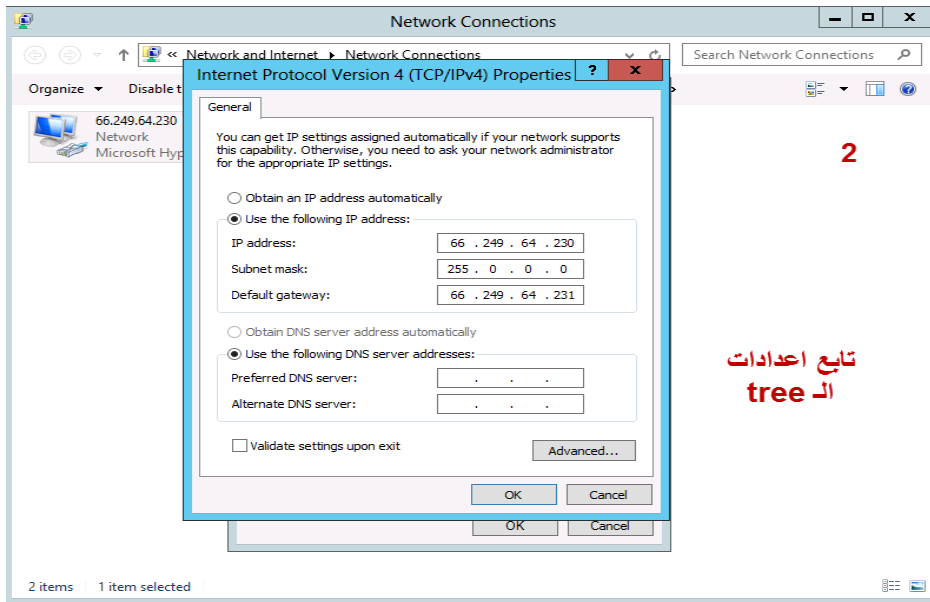 Network Connections
« Network and Internet ▸ Network Connections
Search Network Connections
Organize
Disable t
66.249.64.230
Network
Microsoft Hyp
Internet Protocol Version 4 (TCP/IPv4) Properties
?
x
General
You can get IP settings assigned automatically if your network supports
this capability. Otherwise, you need to ask your network administrator
for the appropriate IP settings.
Obtain an IP address automatically
Use the following IP address:
IP address: 66 . 249 . 64 . 230
Subnet mask: 255 . 0 . 0 . 0
Default gateway: 66 . 249 . 64 . 231
Obtain DNS server address automatically
Use the following DNS server addresses:
Preferred DNS server: . . .
Alternate DNS server: . . .
Validate settings upon exit
Advanced...
OK Cancel
OK Cancel
2
تابع اعدادات
الـ tree
2 items 1 item selected